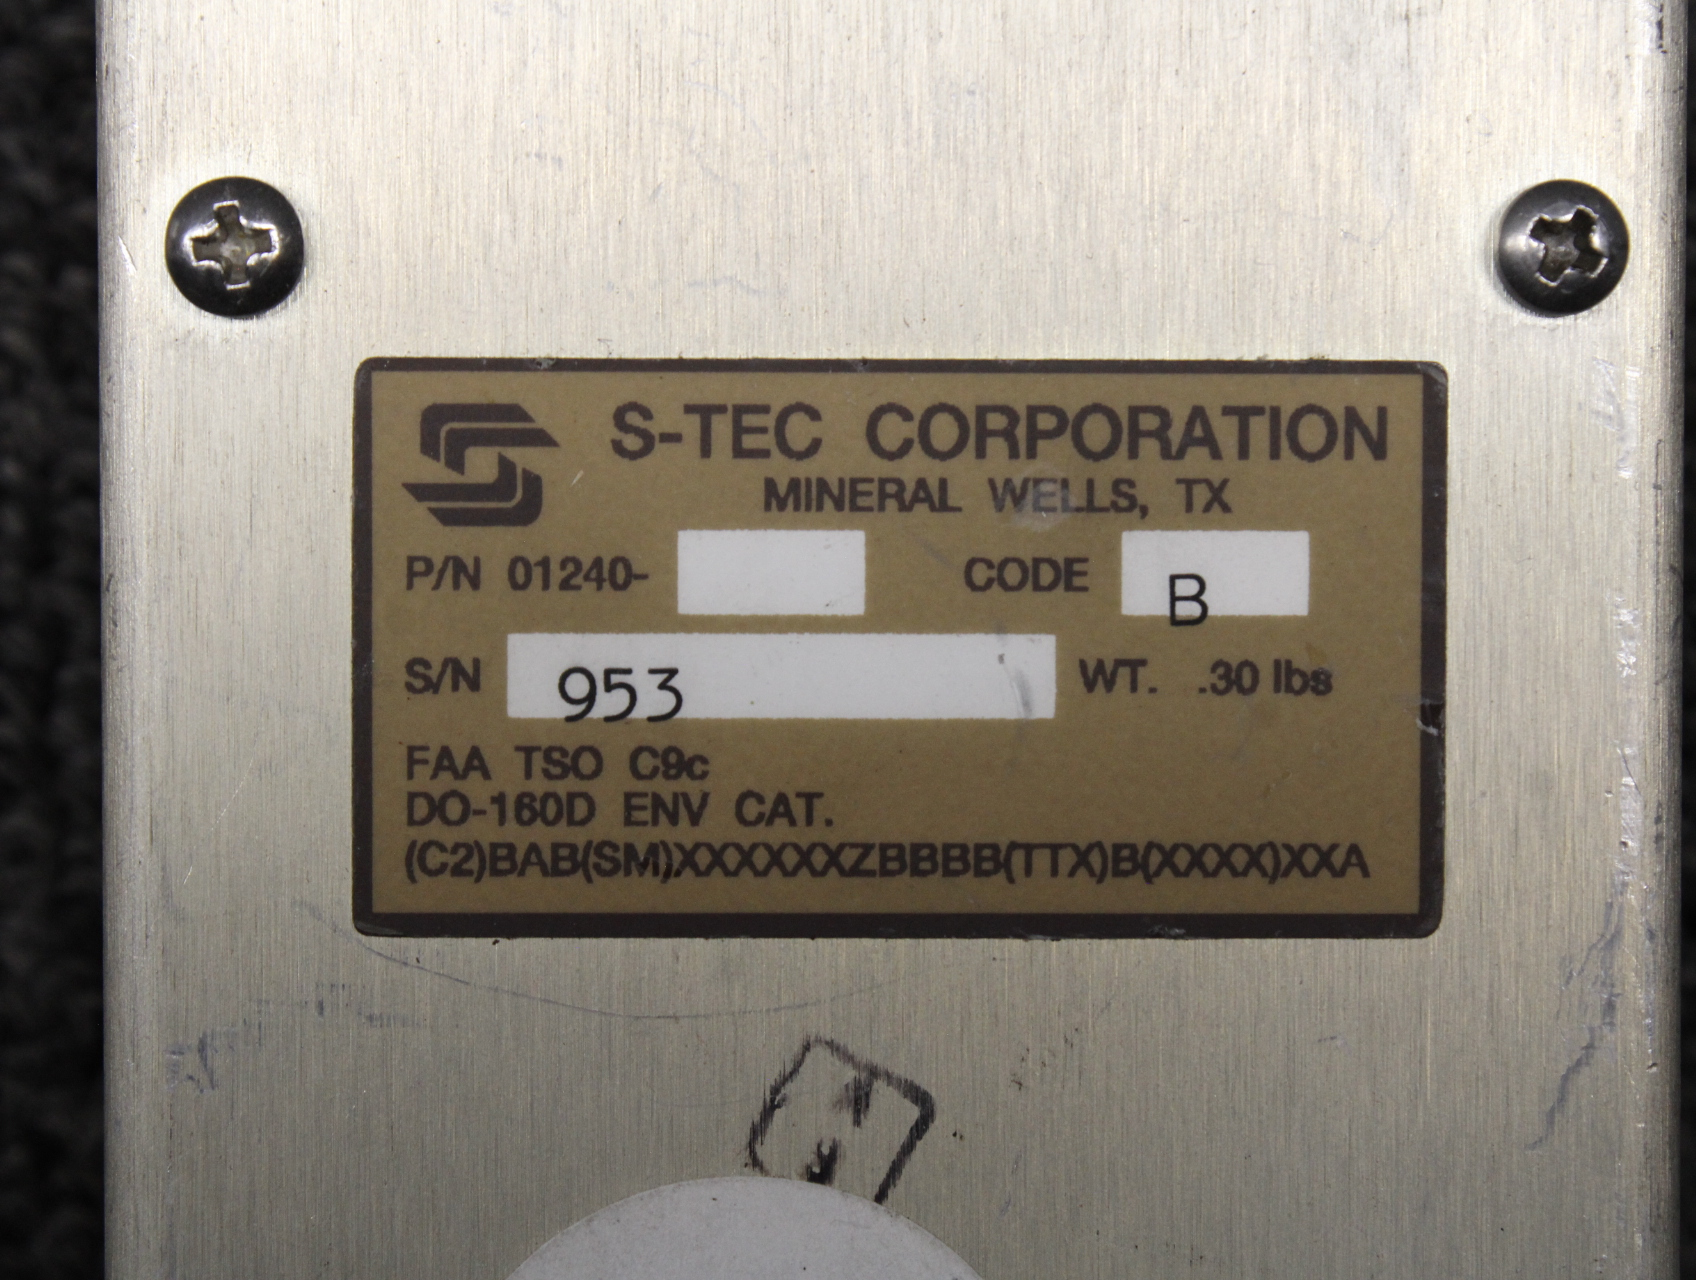 S-TEC CORPORATION
MINERAL WELLS, TX
P/N 01240- CODE B
S/N 953 WT. .30 lbs
FAA TSO C9c
DO-160D ENV CAT.
(C2)BAB(SM)XXXXXXZBBBB(TTX)B(XXXX)XXA